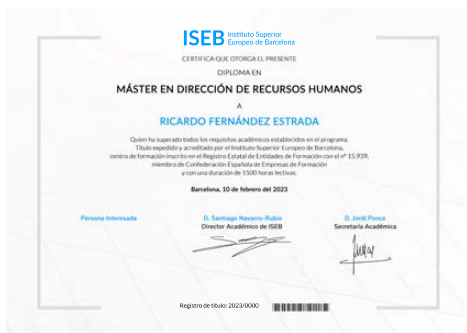 ISEB Instituto Superior
Europeo de Barcelona
CERTIFICA QUE OTORGA EL PRESENTE
DIPLOMA EN
MÁSTER EN DIRECCIÓN DE RECURSOS HUMANOS
A
RICARDO FERNÁNDEZ ESTRADA
Quien ha superado todos los requisitos académicos establecidos en el programa.
Título expedido y acreditado por el Instituto Superior Europeo de Barcelona,
centro de formación inscrito en el Registro Estatal de Entidades de Formación con el nº 15.939,
miembro de Confederación Española de Empresas de Formación
y con una duración de 1500 horas lectivas.
Barcelona, 10 de febrero del 2023
Persona Interesada
D. Santiago Navarro-Rubio
Director Académico de ISEB
D. Jordi Ponce
Secretaría Académica
Registro de título: 2023/0000